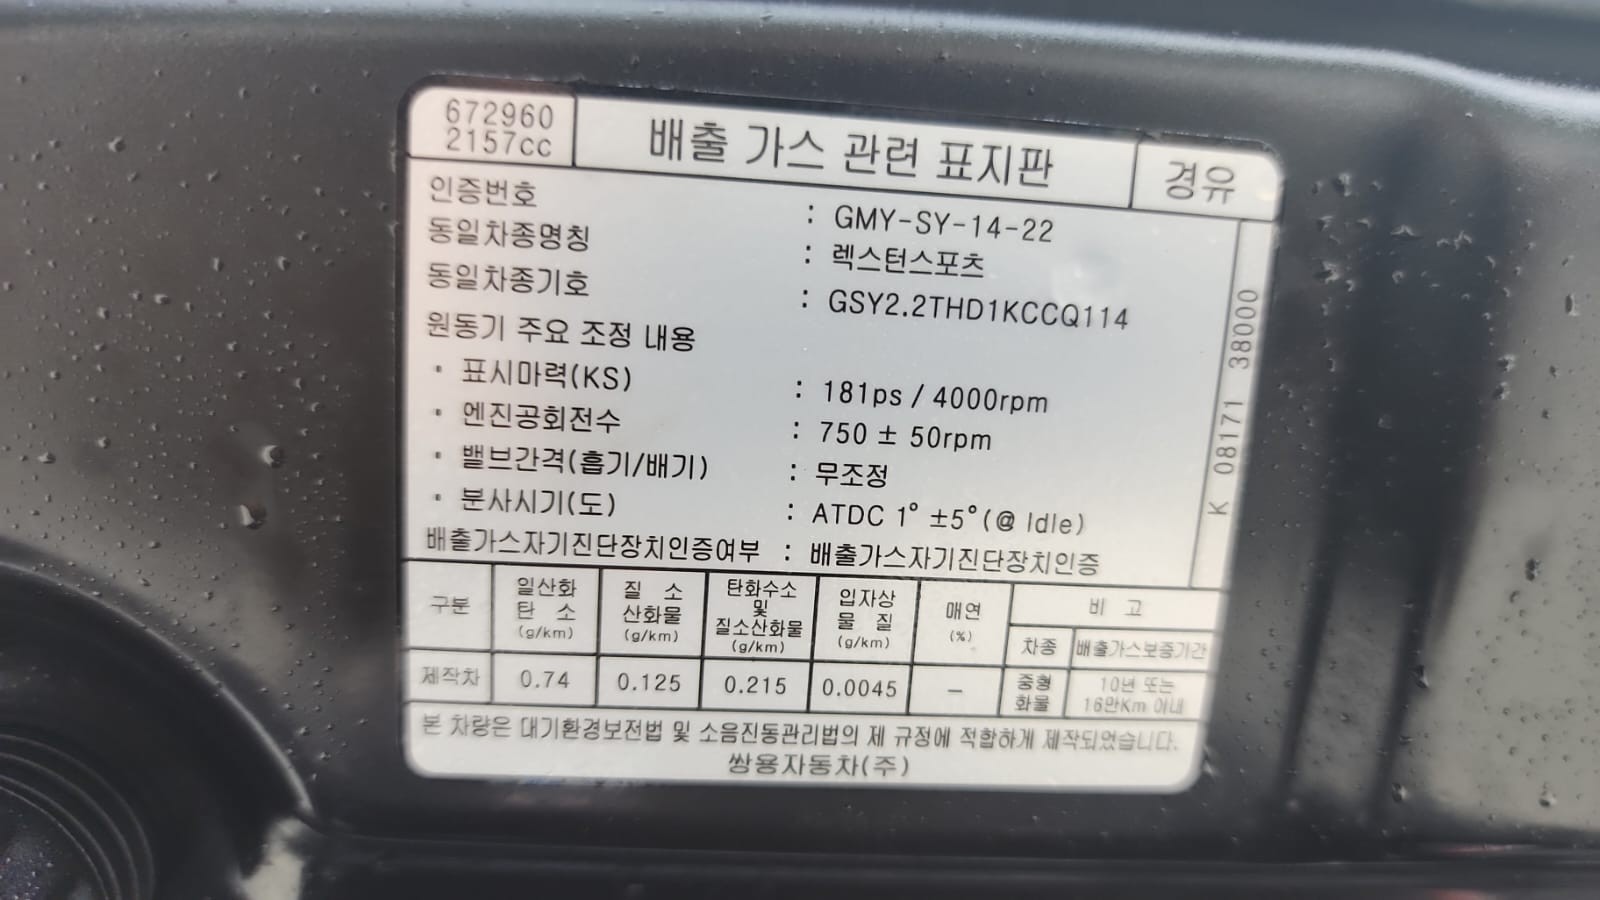 672960
2157cc
배출 가스 관련 표지판
경유
인증번호 : GMY-SY-14-22
동일차종명칭 : 렉스턴스포츠
동일차종기호 : GSY2.2THD1KCCQ114
원동기 주요 조정 내용
· 표시마력(KS) : 181ps / 4000rpm
· 엔진공회전수 : 750 ± 50rpm
· 밸브간격(흡기/배기) : 무조정
· 분사시기(도) : ATDC 1° ±5°(@ Idle)
배출가스자기진단장치인증여부 : 배출가스자기진단장치인증
K 08171 38000
구분
일산화
탄 소
(g/km)
질 소
산화물
(g/km)
탄화수소
및
질소산화물
(g/km)
입자상
물 질
(g/km)
매연
(%)
비 고
차종
배출가스보증기간
제작차 0.74 0.125 0.215 0.0045 –
중형
화물
10년 또는
16만Km 이내
본 차량은 대기환경보전법 및 소음진동관리법의 제 규정에 적합하게 제작되었습니다.
쌍용자동차(주)